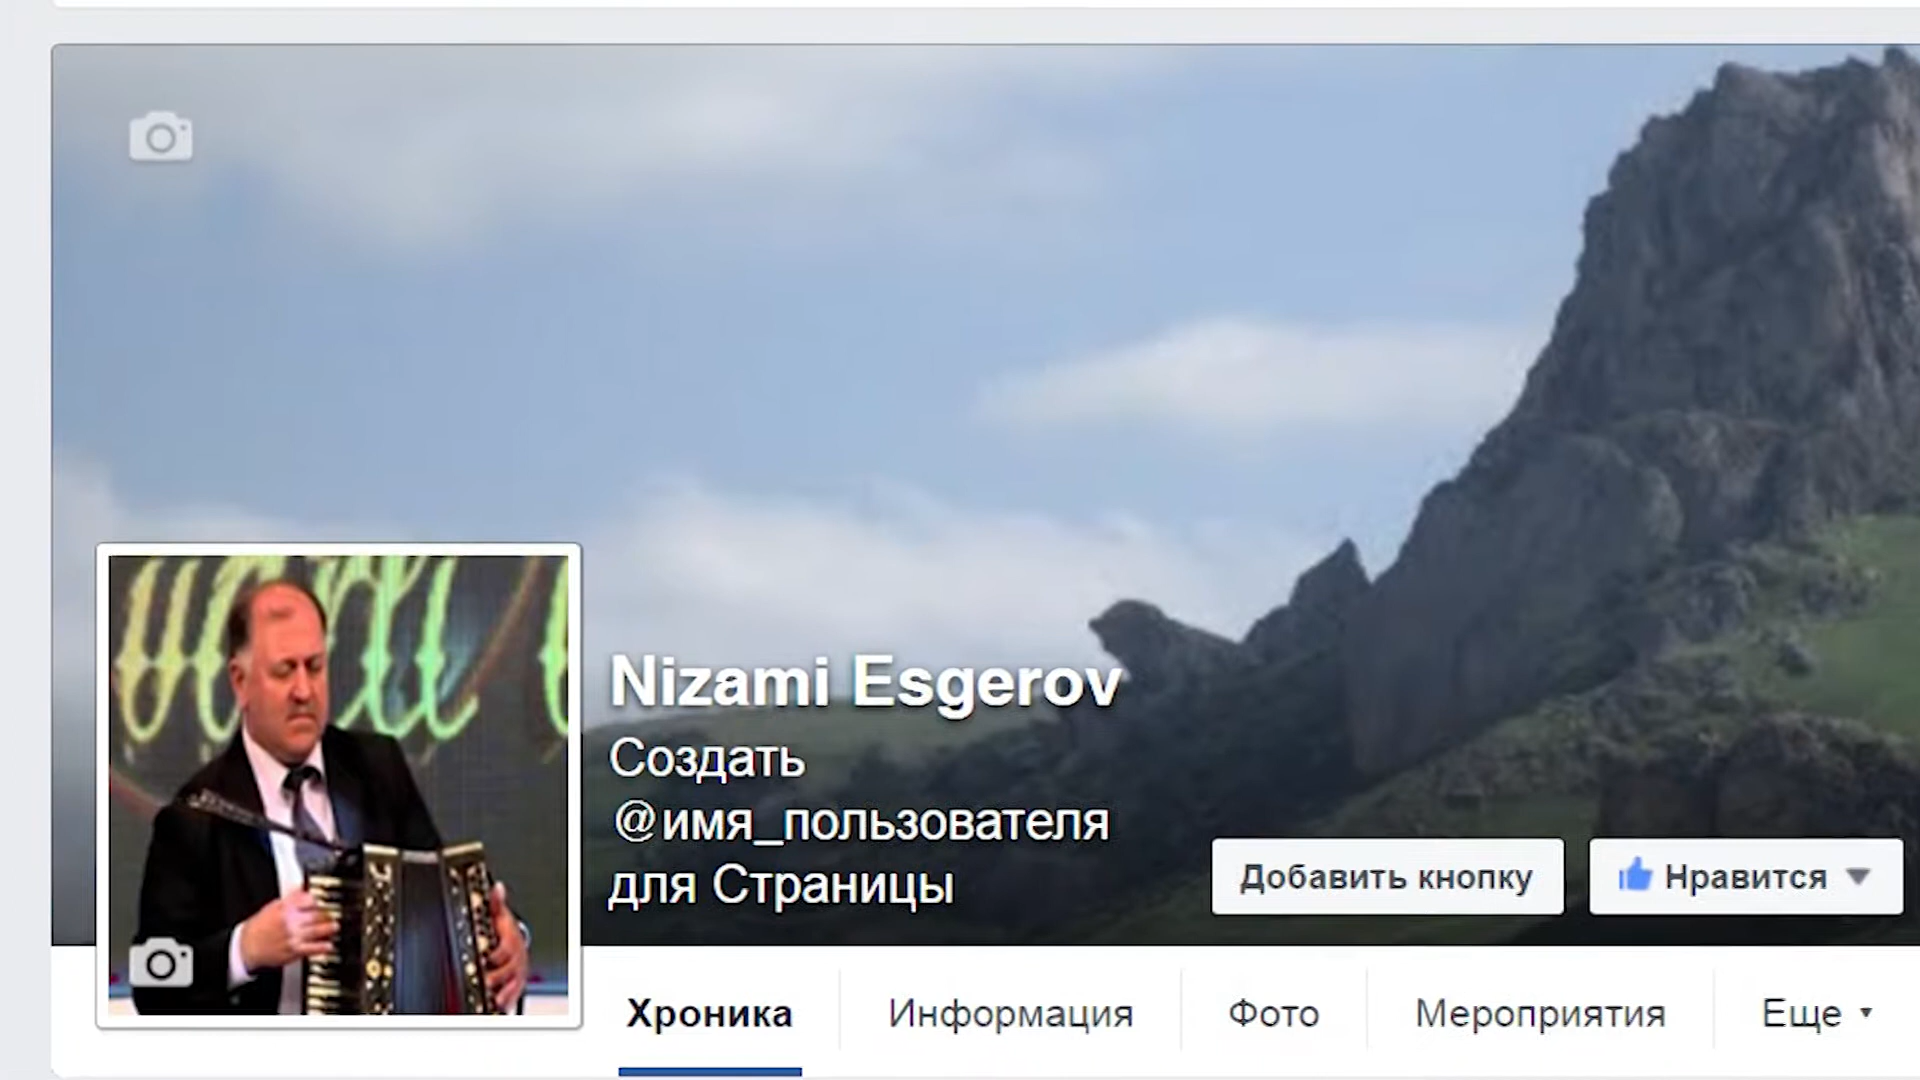 Nizami Esgerov
Создать
@имя_пользователя
для Страницы
Добавить кнопку
Нравится
Хроника
Информация
Фото
Мероприятия
Еще